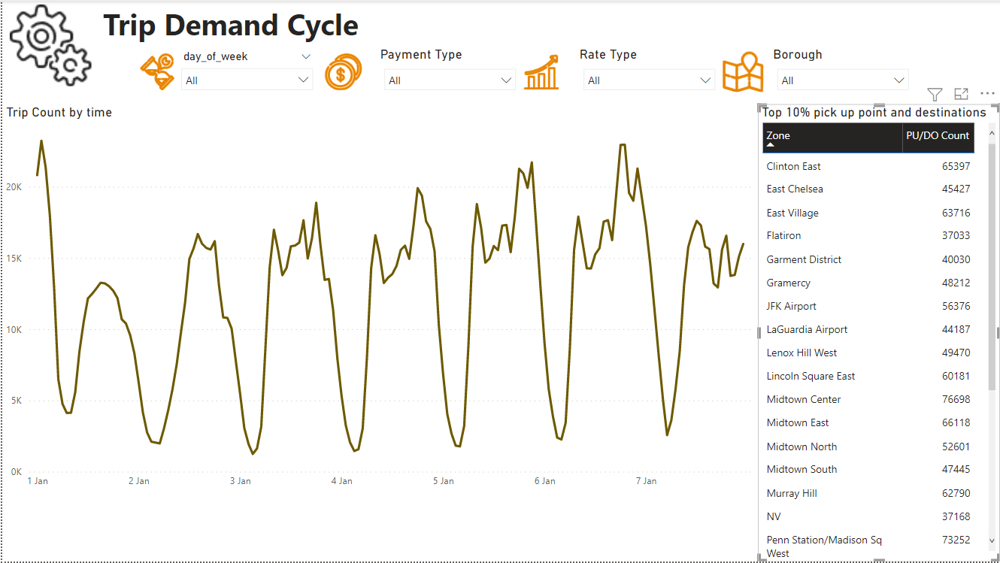 Trip Demand Cycle
day_of_week
All
Payment Type
All
Rate Type
All
Borough
All
Trip Count by time
20K
15K
10K
5K
0K
1 Jan
2 Jan
3 Jan
4 Jan
5 Jan
6 Jan
7 Jan
Top 10% pick up point and destinations
Zone PU/DO Count
Clinton East 65397
East Chelsea 45427
East Village 63716
Flatiron 37033
Garment District 40030
Gramercy 48212
JFK Airport 56376
LaGuardia Airport 44187
Lenox Hill West 49470
Lincoln Square East 60181
Midtown Center 76698
Midtown East 66118
Midtown North 52601
Midtown South 47445
Murray Hill 62790
NV 37168
Penn Station/Madison Sq 73252
West